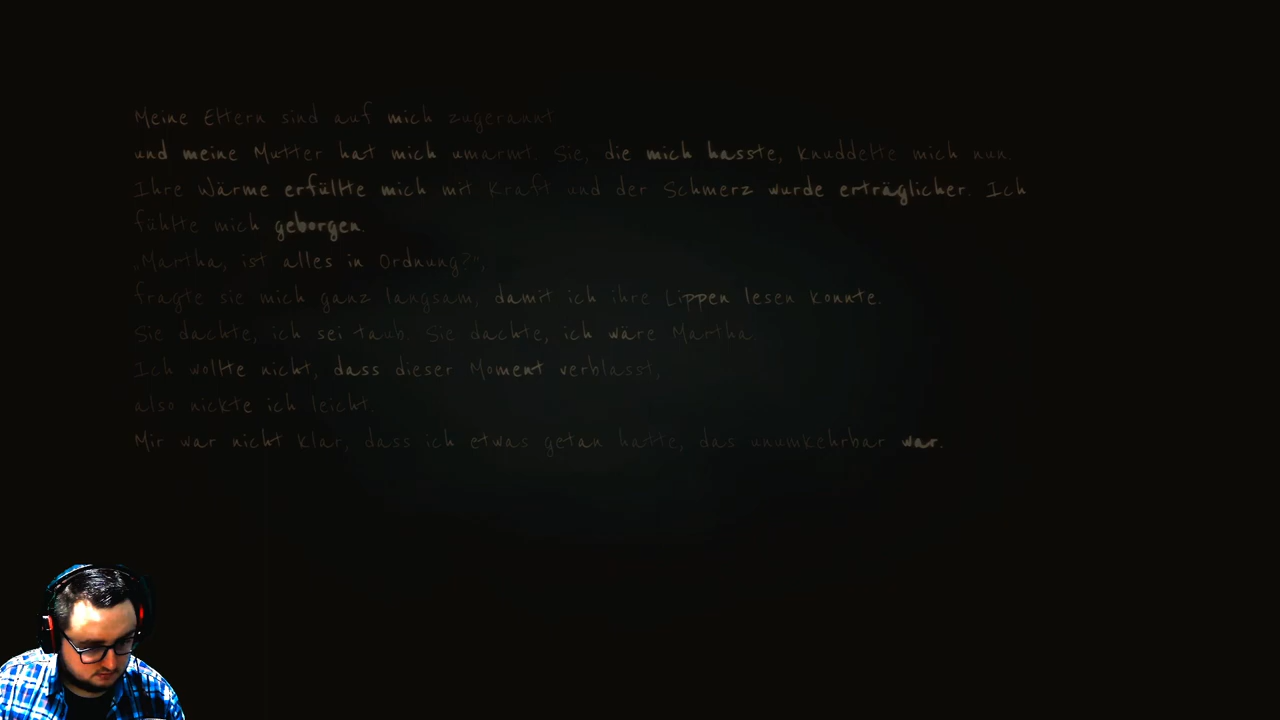 Meine Eltern sind auf mich zugerannt
und meine Mutter hat mich umarmt. Sie, die mich hasste, knuddelte mich nun.
Ihre Wärme erfüllte mich mit Kraft und der Schmerz wurde erträglicher. Ich
fühlte mich geborgen.
„Martha, ist alles in Ordnung?“,
fragte sie mich ganz langsam, damit ich ihre Lippen lesen konnte.
Sie dachte, ich sei taub. Sie dachte, ich wäre Martha.
Ich wollte nicht, dass dieser Moment verblasst,
also nickte ich leicht.
Mir war nicht klar, dass ich etwas getan hatte, das unumkehrbar war.